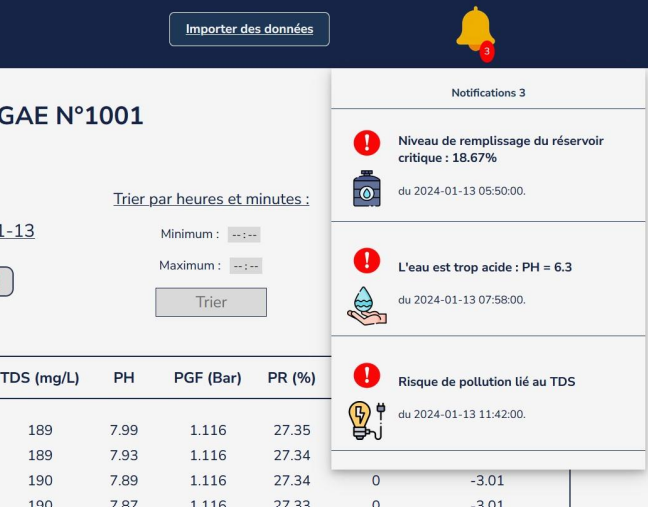 Importer des données
3
Notifications 3
GAE N°1001
Niveau de remplissage du réservoir
critique : 18.67%
du 2024-01-13 05:50:00.
Trier par heures et minutes :
1-13
Minimum : --:--
Maximum : --:--
Trier
L'eau est trop acide : PH = 6.3
du 2024-01-13 07:58:00.
Risque de pollution lié au TDS
du 2024-01-13 11:42:00.
TDS (mg/L) PH PGF (Bar) PR (%)
189 7.99 1.116 27.35
189 7.93 1.116 27.34
190 7.89 1.116 27.34 0 -3.01
190 7.87 1.116 27.33 0 -3.01